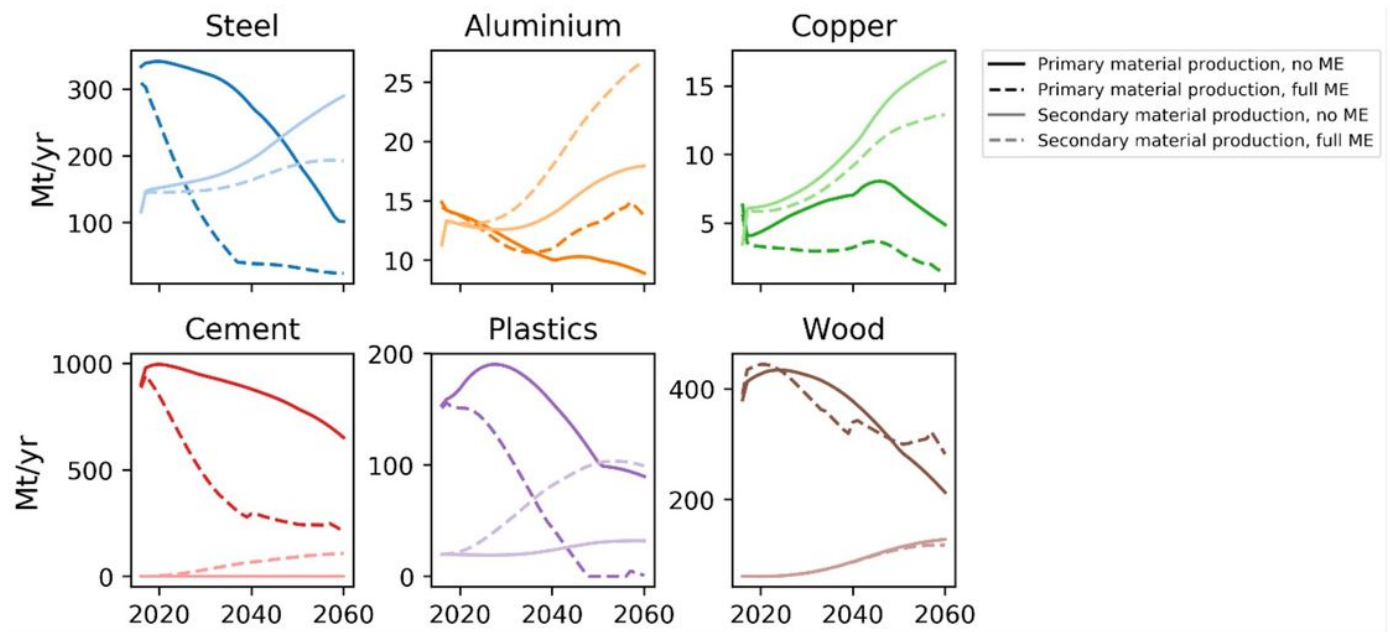 Steel
Aluminium
Copper
Mt/yr
300
200
100
25
20
15
10
15
10
5
Primary material production, no ME
Primary material production, full ME
Secondary material production, no ME
Secondary material production, full ME
Cement
Plastics
Wood
Mt/yr
1000
500
0
200
100
0
400
200
2020 2040 2060
2020 2040 2060
2020 2040 2060